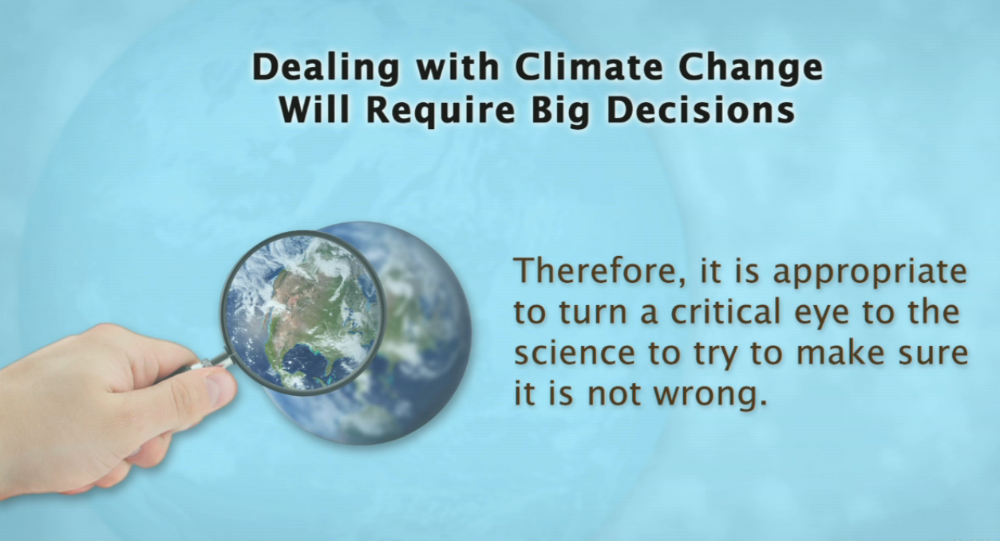 Dealing with Climate Change
Will Require Big Decisions
Therefore, it is appropriate
to turn a critical eye to the
science to try to make sure
it is not wrong.